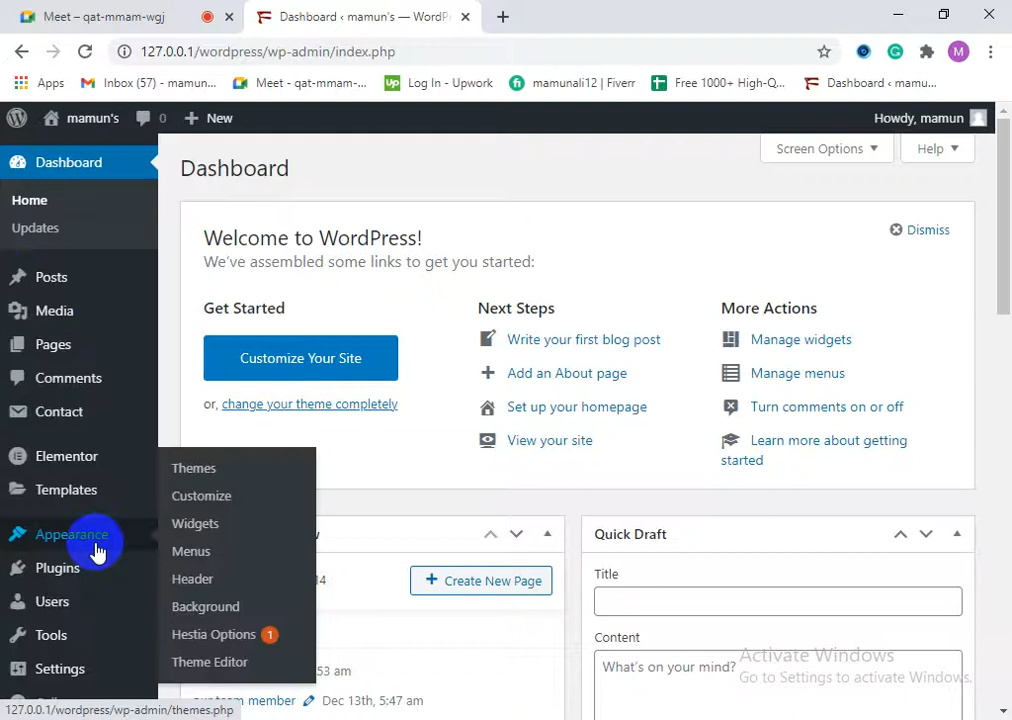 Meet – qat-mmam-wgj
Dashboard ‹ mamun's — WordPr
127.0.0.1/wordpress/wp-admin/index.php
M
Apps
Inbox (57) - mamun...
Meet - qat-mmam-...
Up
Log In - Upwork
fi
mamunali12 | Fiverr
Free 1000+ High-Q...
Dashboard ‹ mamu...
mamun's
0
New
Howdy, mamun
Dashboard
Home
Updates
Posts
Media
Pages
Comments
Contact
Elementor
Templates
Appearance
Plugins
Users
Tools
Settings
Themes
Customize
Widgets
Menus
Header
Background
Hestia Options 1
Theme Editor
127.0.0.1/wordpress/wp-admin/themes.php
Screen Options
Help
Dashboard
Welcome to WordPress!
We've assembled some links to get you started:
Dismiss
Get Started
Customize Your Site
or, change your theme completely
Next Steps
Write your first blog post
Add an About page
Set up your homepage
View your site
More Actions
Manage widgets
Manage menus
Turn comments on or off
Learn more about getting
started
14
Create New Page
53 am
team member
Dec 13th, 5:47 am
Quick Draft
Title
Content
What's on your mind?
Activate Windows
Go to Settings to activate Windows.